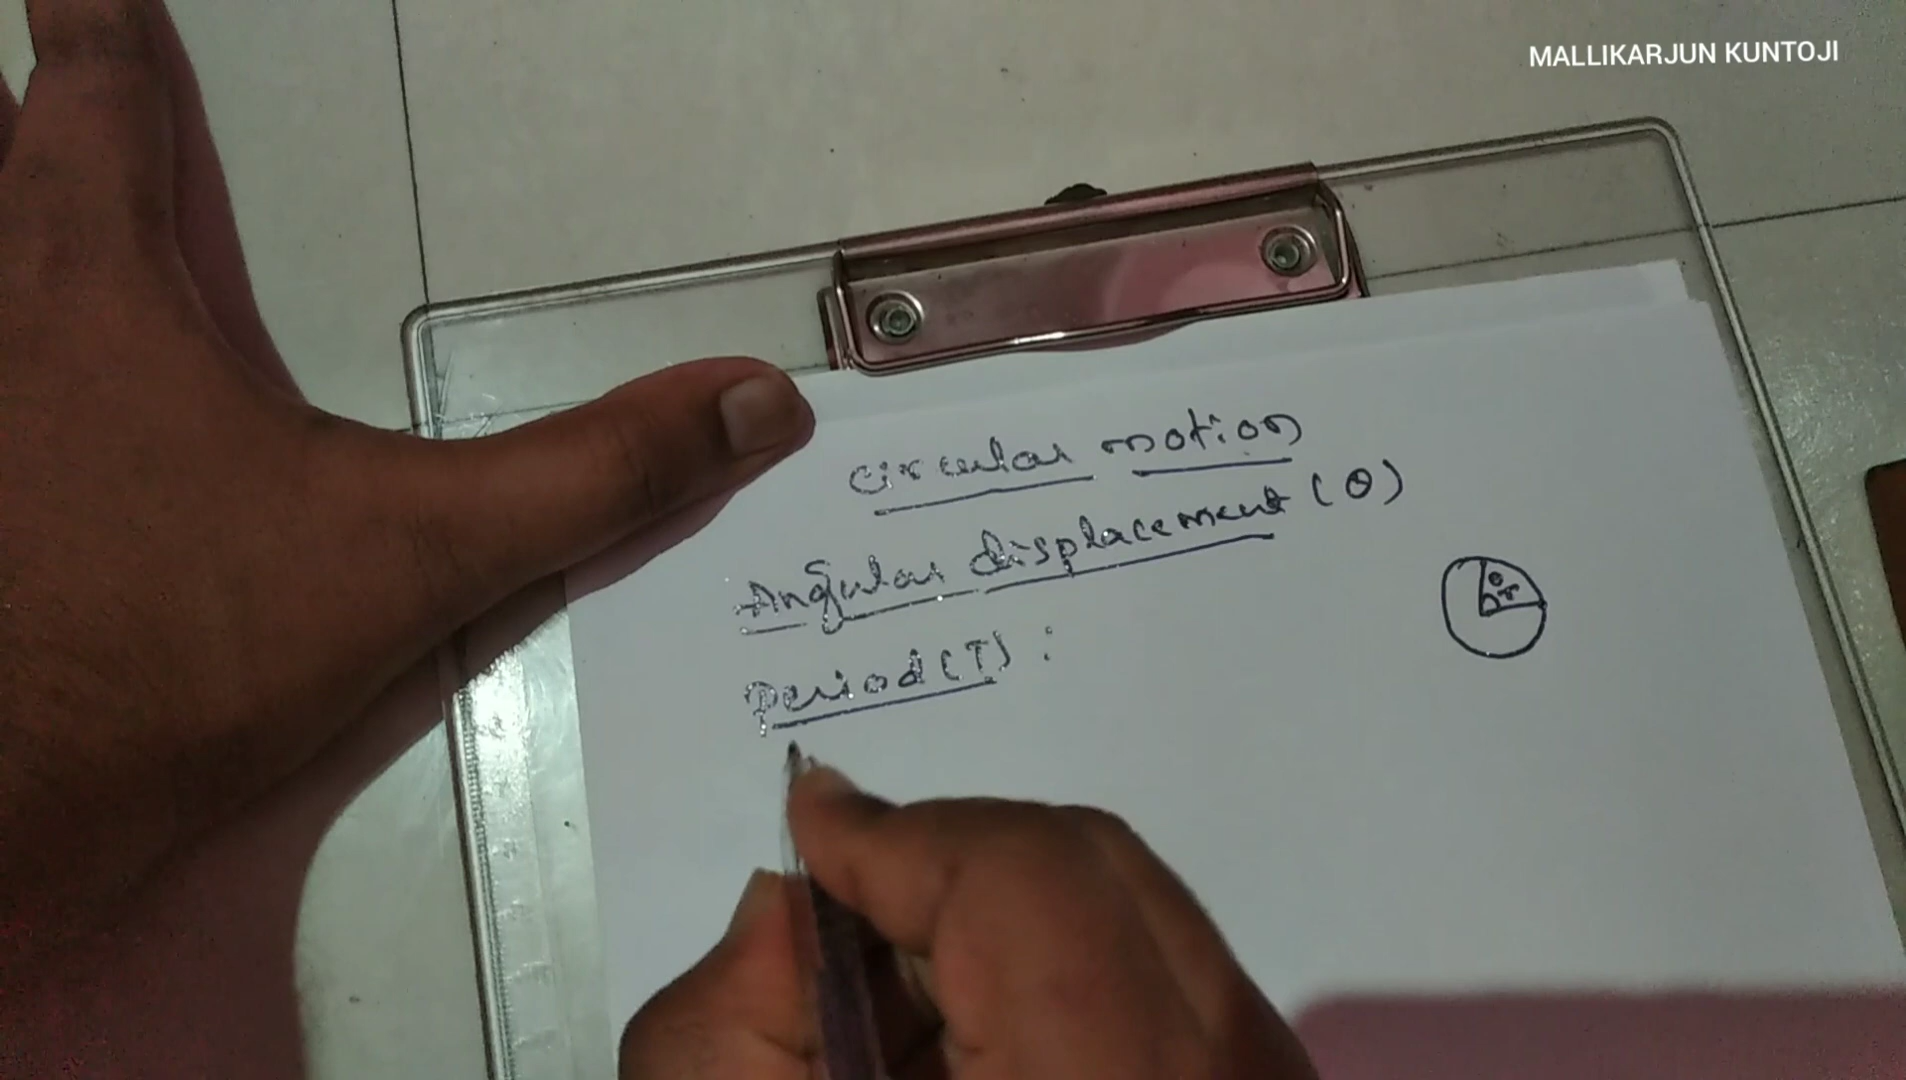 MALLIKARJUN KUNTOJI
circular motion
Angular displacement (θ)
θ
r
Period (T) :